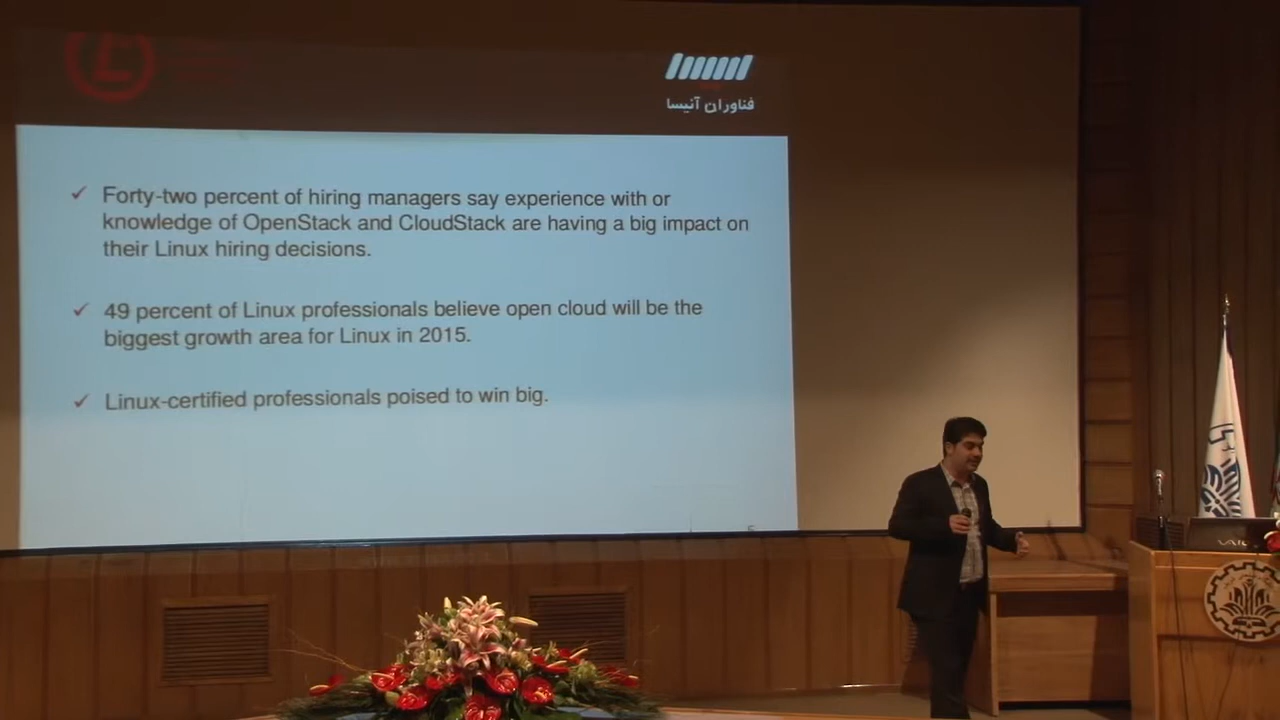 فناوران آنیسا
✓ Forty-two percent of hiring managers say experience with or
knowledge of OpenStack and CloudStack are having a big impact on
their Linux hiring decisions.
✓ 49 percent of Linux professionals believe open cloud will be the
biggest growth area for Linux in 2015.
✓ Linux-certified professionals poised to win big.
VAIO